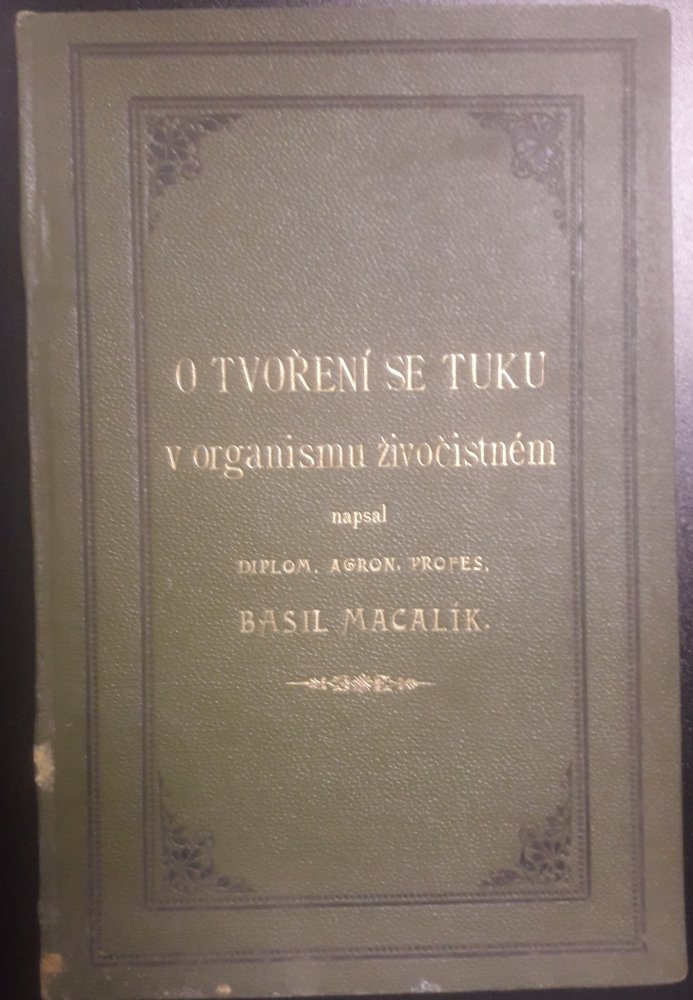 O TVOŘENÍ SE TUKU
v organismu živočistném
napsal
DIPLOM. AGRON. PROFES.
BASIL MACALÍK.